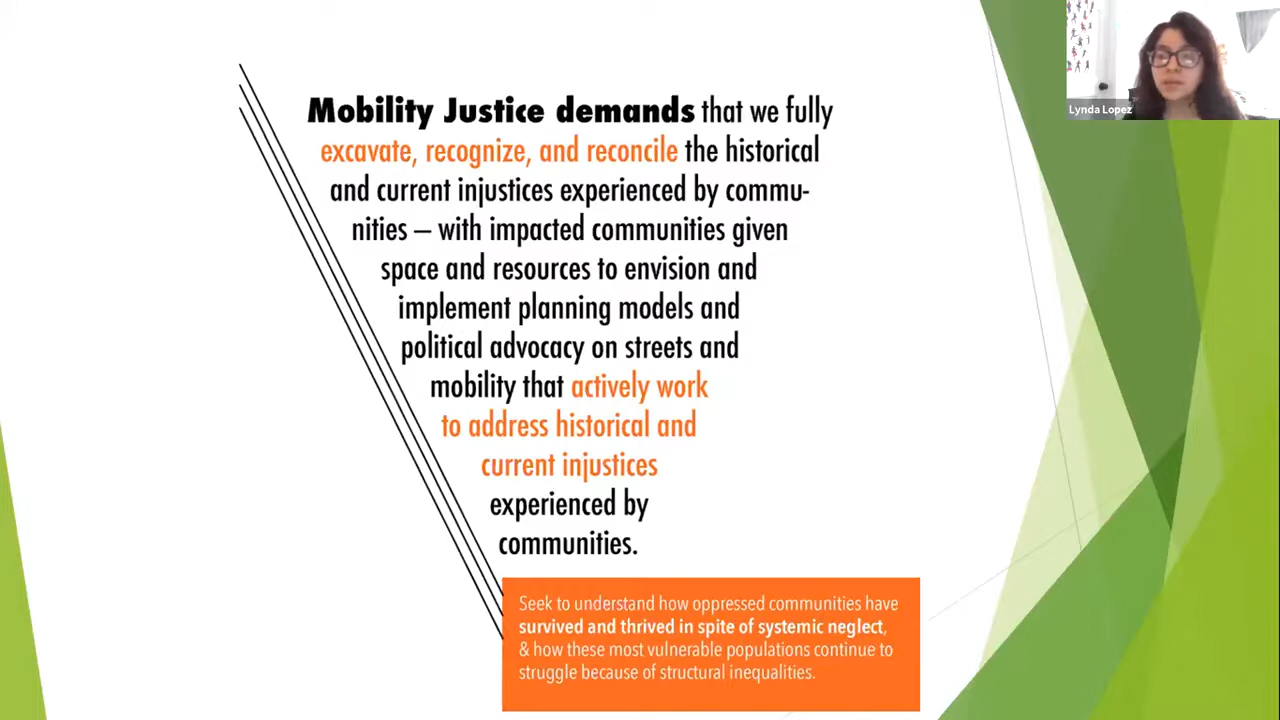 Mobility Justice demands that we fully
excavate, recognize, and reconcile the historical
and current injustices experienced by commu-
nities – with impacted communities given
space and resources to envision and
implement planning models and
political advocacy on streets and
mobility that actively work
to address historical and
current injustices
experienced by
communities.
Seek to understand how oppressed communities have
survived and thrived in spite of systemic neglect,
& how these most vulnerable populations continue to
struggle because of structural inequalities.
Lynda Lopez